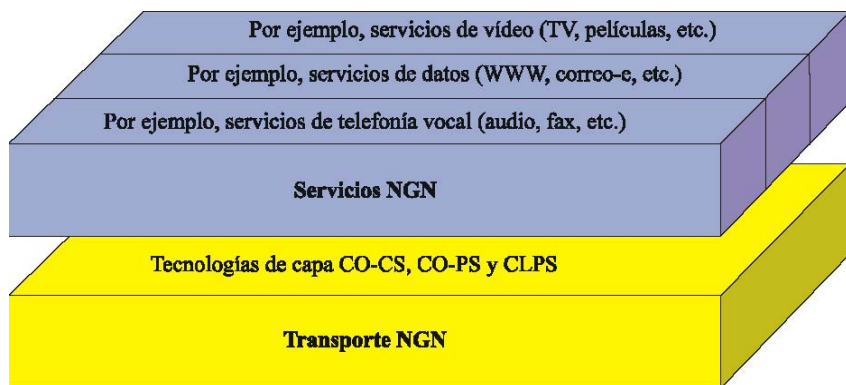 Por ejemplo, servicios de vídeo (TV, películas, etc.)
Por ejemplo, servicios de datos (WWW, correo-e, etc.)
Por ejemplo, servicios de telefonía vocal (audio, fax, etc.)
Servicios NGN
Tecnologías de capa CO-CS, CO-PS y CLPS
Transporte NGN